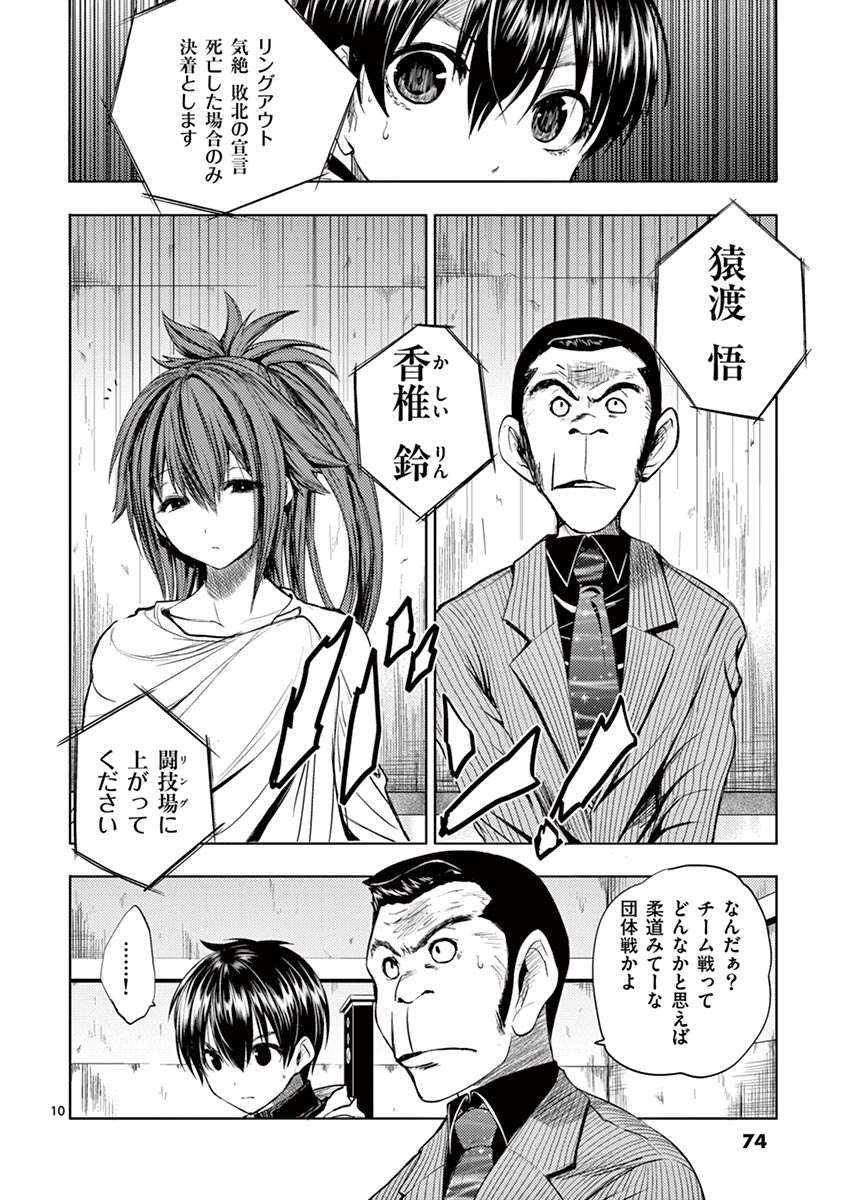 リングアウト
気絶 敗北の宣言
死亡した場合のみ
決着とします
猿渡 悟
香椎 鈴
かしい りん
闘技場に
リング
上がって
ください
なんだぁ?
チーム戦って
どんなかと思えば
柔道みてーな
団体戦かよ
……!
10
74